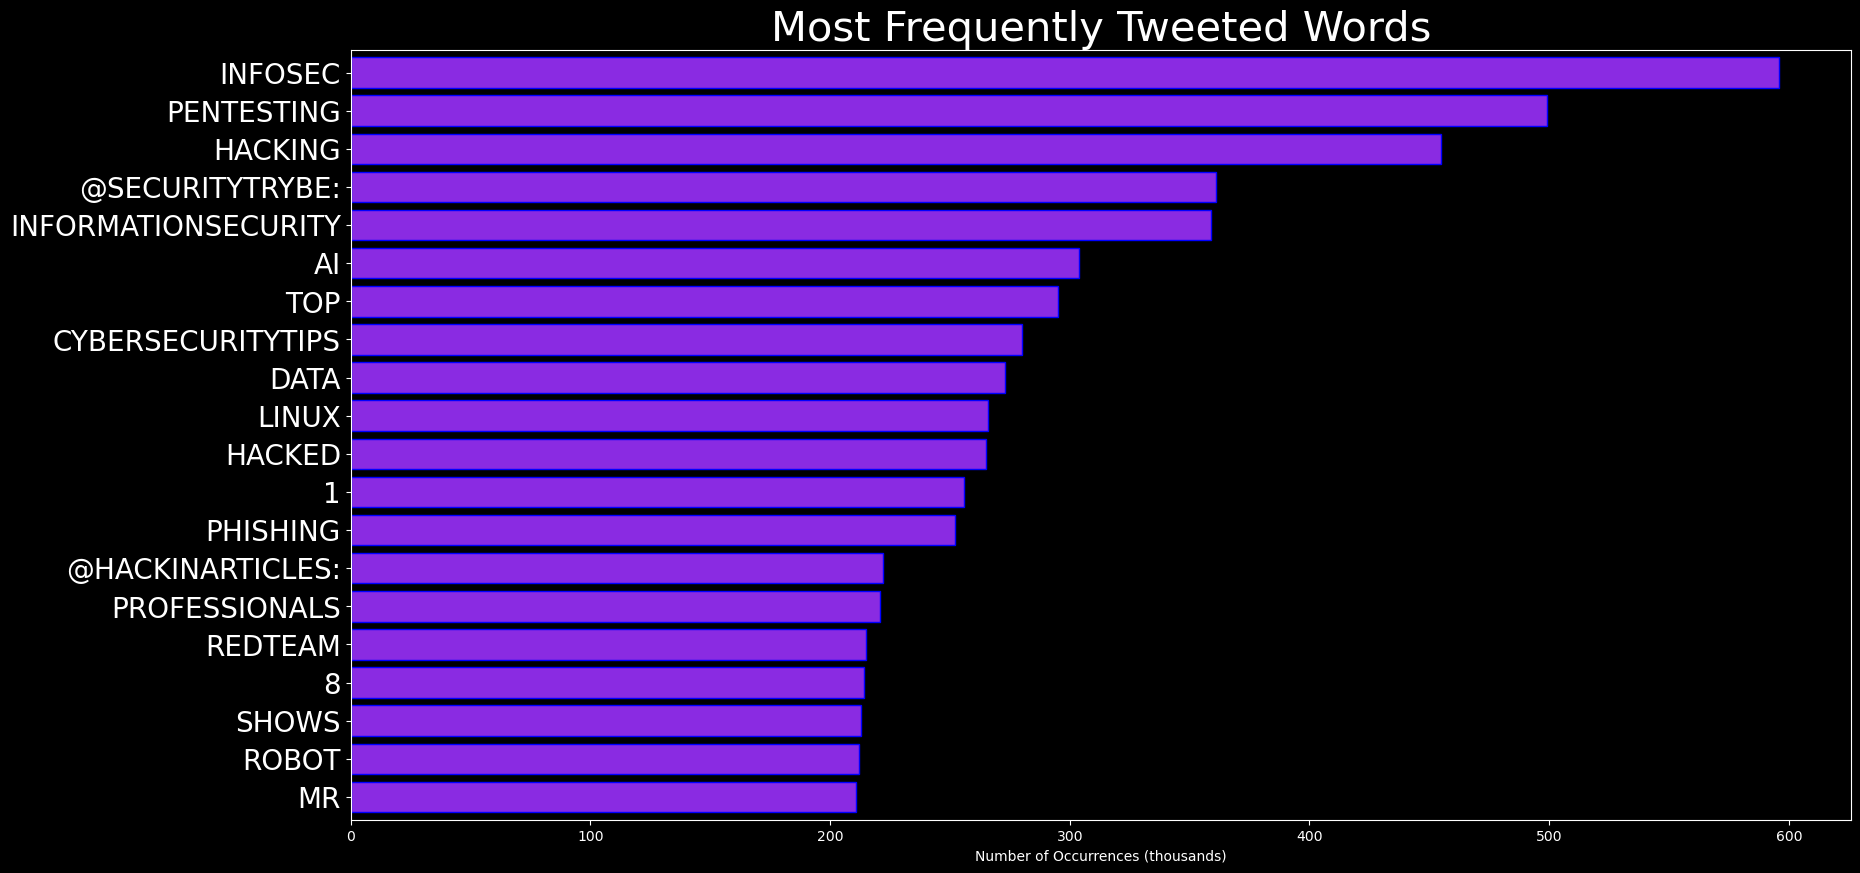 Most Frequently Tweeted Words
INFOSEC
PENTESTING
HACKING
@SECURITYTRYBE:
INFORMATIONSECURITY
AI
TOP
CYBERSECURITYTIPS
DATA
LINUX
HACKED
1
PHISHING
@HACKINARTICLES:
PROFESSIONALS
REDTEAM
8
SHOWS
ROBOT
MR
0 100 200 300 400 500 600
Number of Occurrences (thousands)